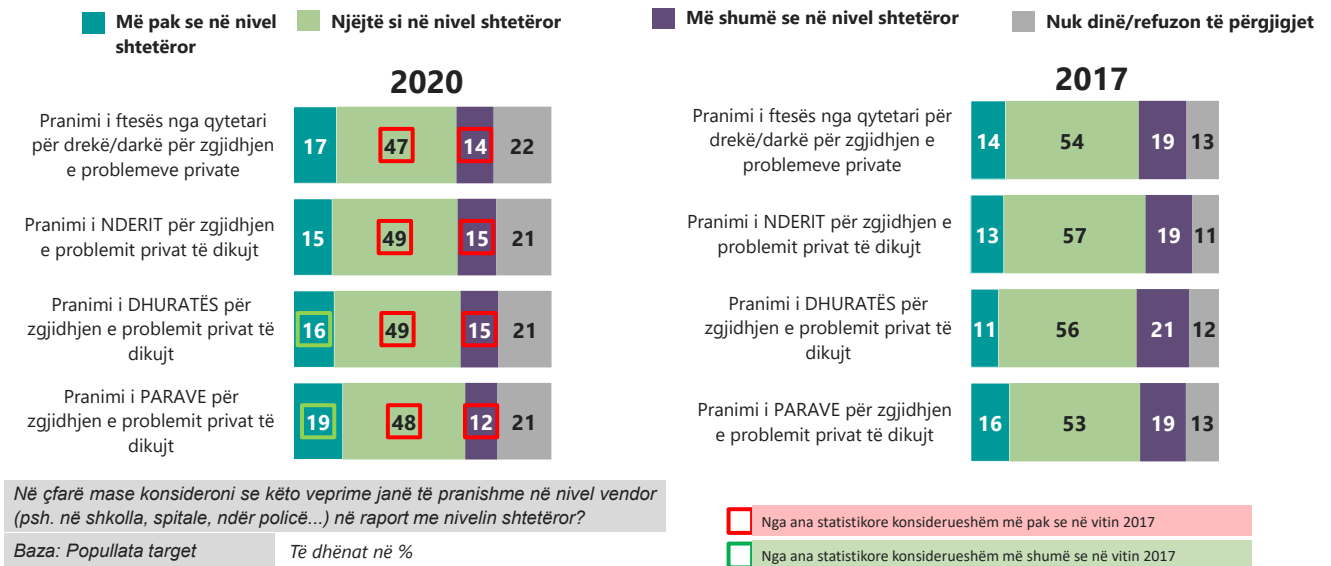 Më pak se në nivel
shtetëror
Njëjtë si në nivel shtetëror
Më shumë se në nivel shtetëror
Nuk dinë/refuzon të përgjigjet
2020
Pranimi i ftesës nga qytetari
për drekë/darkë për zgjidhjen
e problemeve private
17 47 14 22
Pranimi i NDERIT për zgjidhjen
e problemit privat të dikujt
15 49 15 21
Pranimi i DHURATËS për
zgjidhjen e problemit privat të
dikujt
16 49 15 21
Pranimi i PARAVE për
zgjidhjen e problemit privat të
dikujt
19 48 12 21
2017
Pranimi i ftesës nga qytetari për
drekë/darkë për zgjidhjen e
problemeve private
14 54 19 13
Pranimi i NDERIT për zgjidhjen e
problemit privat të dikujt
13 57 19 11
Pranimi i DHURATËS për
zgjidhjen e problemit privat të
dikujt
11 56 21 12
Pranimi i PARAVE për zgjidhjen
e problemit privat të dikujt
16 53 19 13
Në çfarë mase konsideroni se këto veprime janë të pranishme në nivel vendor
(psh. në shkolla, spitale, ndër policë...) në raport me nivelin shtetëror?
Baza: Popullata target
Të dhënat në %
Nga ana statistikore konsiderueshëm më pak se në vitin 2017
Nga ana statistikore konsiderueshëm më shumë se në vitin 2017